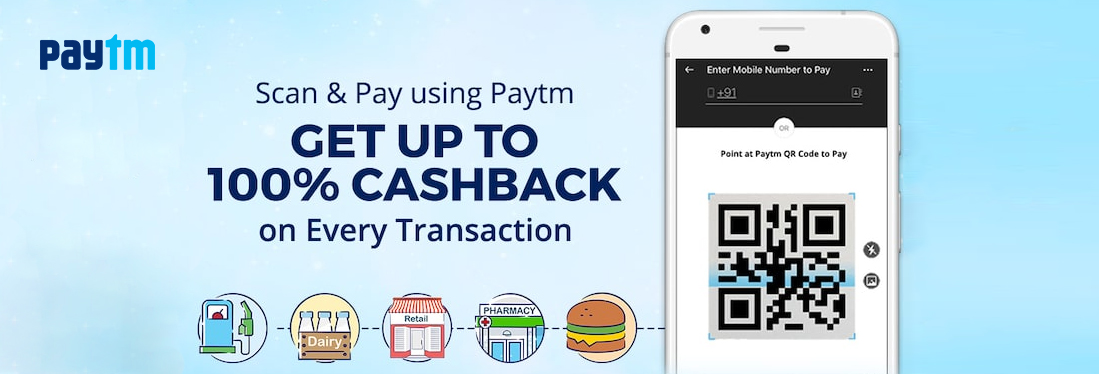 paytm
Scan & Pay using Paytm
GET UP TO
100% CASHBACK
on Every Transaction
Dairy
Retail
PHARMACY
Enter Mobile Number to Pay
+91
OR
Point at Paytm QR Code to Pay